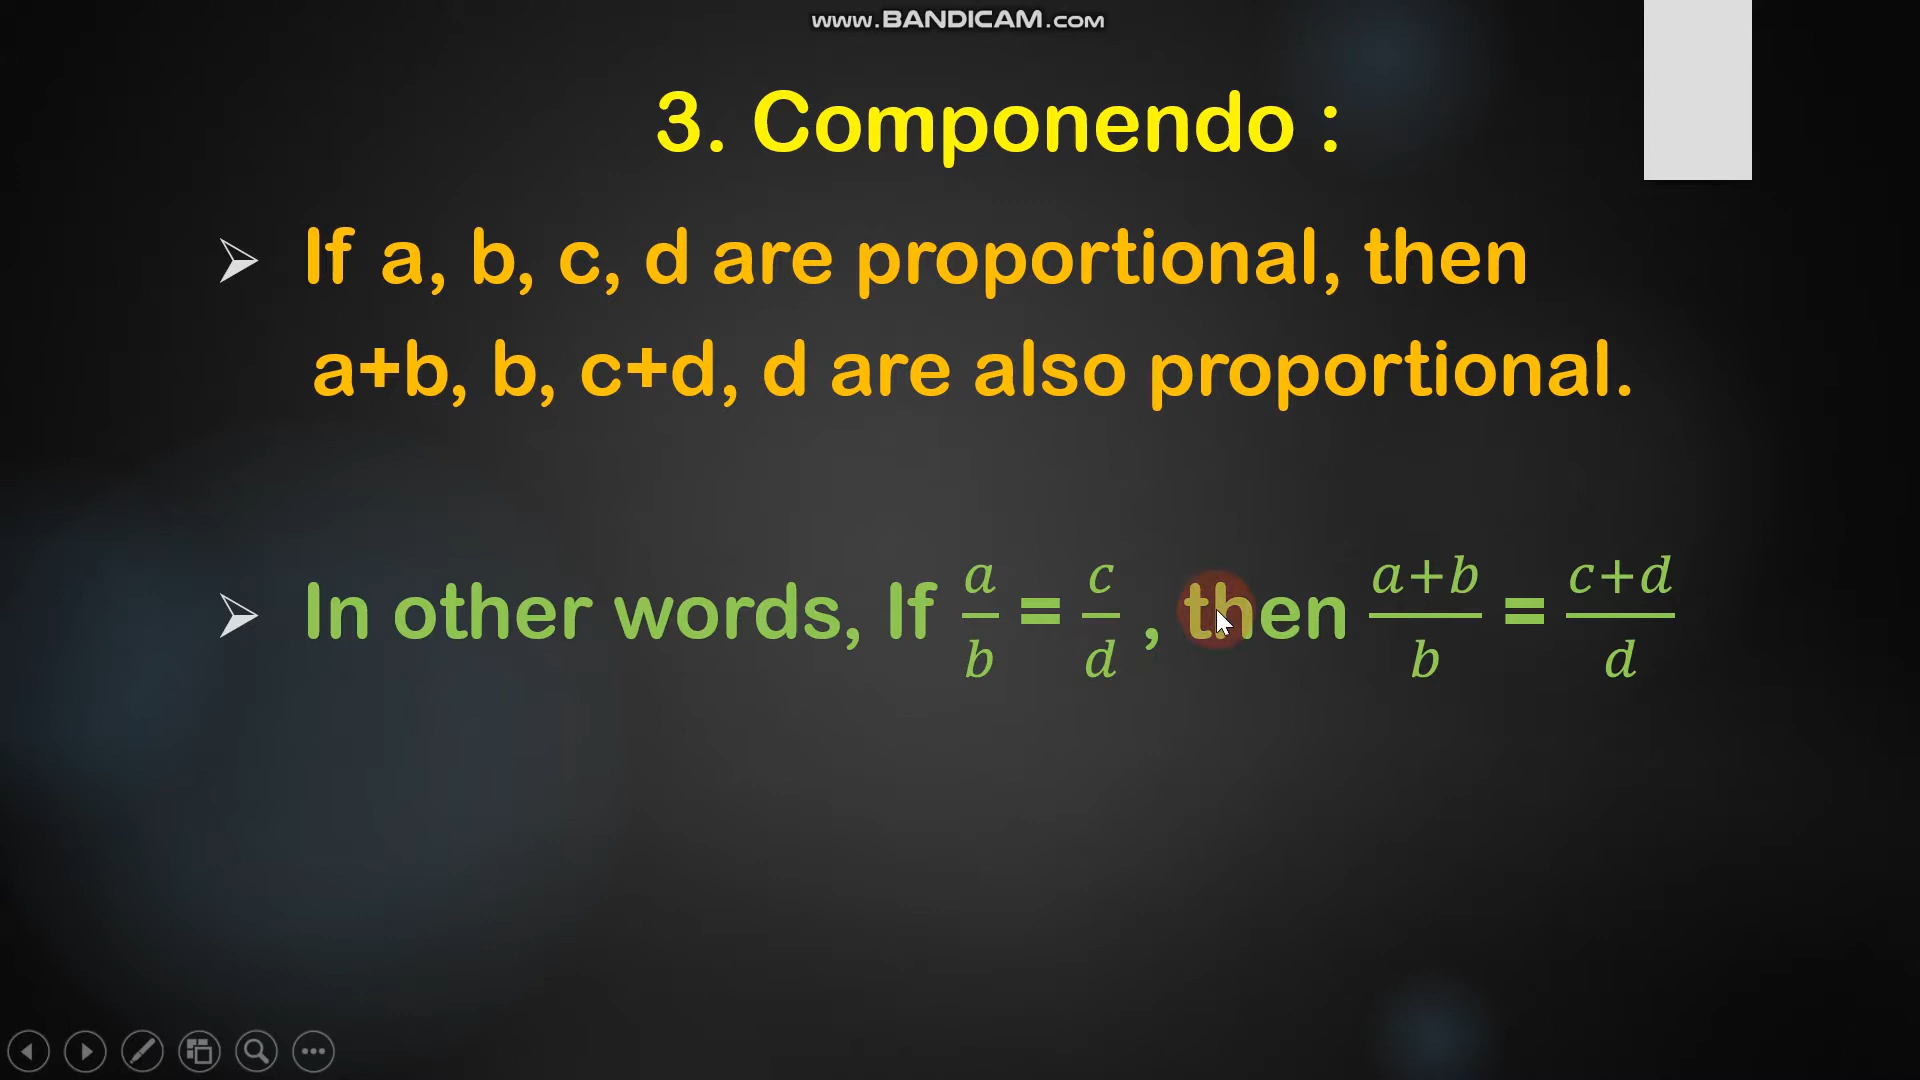 www.BANDICAM.com
3. Componendo :
➢ If a, b, c, d are proportional, then
a+b, b, c+d, d are also proportional.
➢ In other words, If a/b = c/d , then a+b/b = c+d/d